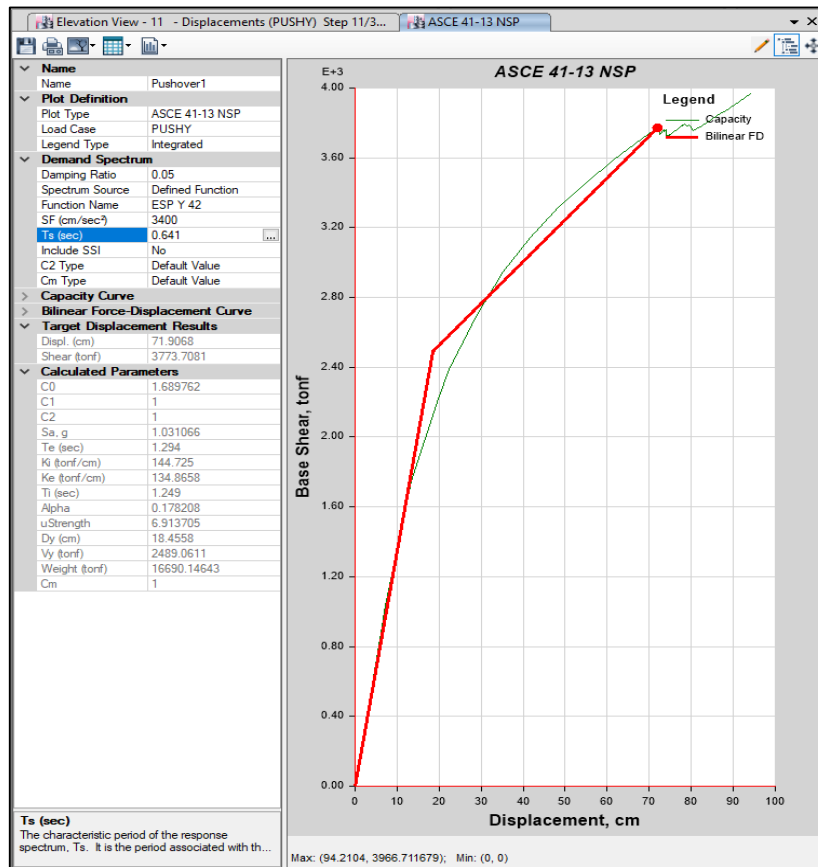 Elevation View - 11 - Displacements (PUSHY) Step 11/3...
ASCE 41-13 NSP
Name
Name Pushover1
Plot Definition
Plot Type ASCE 41-13 NSP
Load Case PUSHY
Legend Type Integrated
Demand Spectrum
Damping Ratio 0.05
Spectrum Source Defined Function
Function Name ESP Y 42
SF (cm/sec²) 3400
Ts (sec) 0.641 ...
Include SSI No
C2 Type Default Value
Cm Type Default Value
Capacity Curve
Bilinear Force-Displacement Curve
Target Displacement Results
Displ. (cm) 71.9068
Shear (tonf) 3773.7081
Calculated Parameters
C0 1.689762
C1 1
C2 1
Sa, g 1.031066
Te (sec) 1.294
Ki (tonf/cm) 144.725
Ke (tonf/cm) 134.8658
Ti (sec) 1.249
Alpha 0.178208
uStrength 6.913705
Dy (cm) 18.4558
Vy (tonf) 2489.0611
Weight (tonf) 16690.14643
Cm 1
Ts (sec)
The characteristic period of the response
spectrum, Ts. It is the period associated with th...
ASCE 41-13 NSP
E+3
4.00
3.60
3.20
2.80
2.40
2.00
1.60
1.20
0.80
0.40
0.00
Base Shear, tonf
Legend
Capacity
Bilinear FD
0 10 20 30 40 50 60 70 80 90 100
Displacement, cm
Max: (94.2104, 3966.711679); Min: (0, 0)